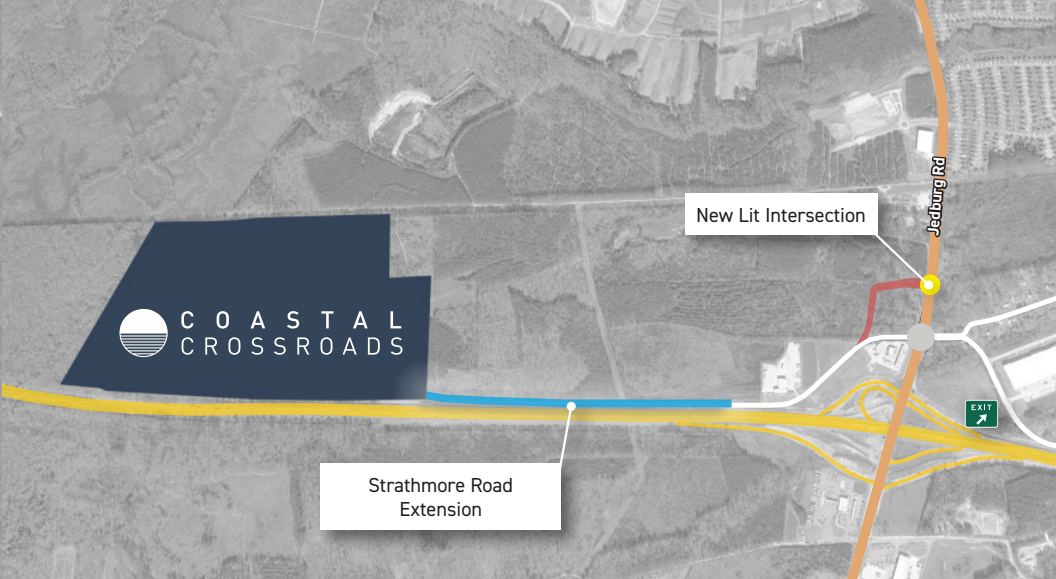 Jedburg Rd
New Lit Intersection
COASTAL
CROSSROADS
EXIT
Strathmore Road
Extension